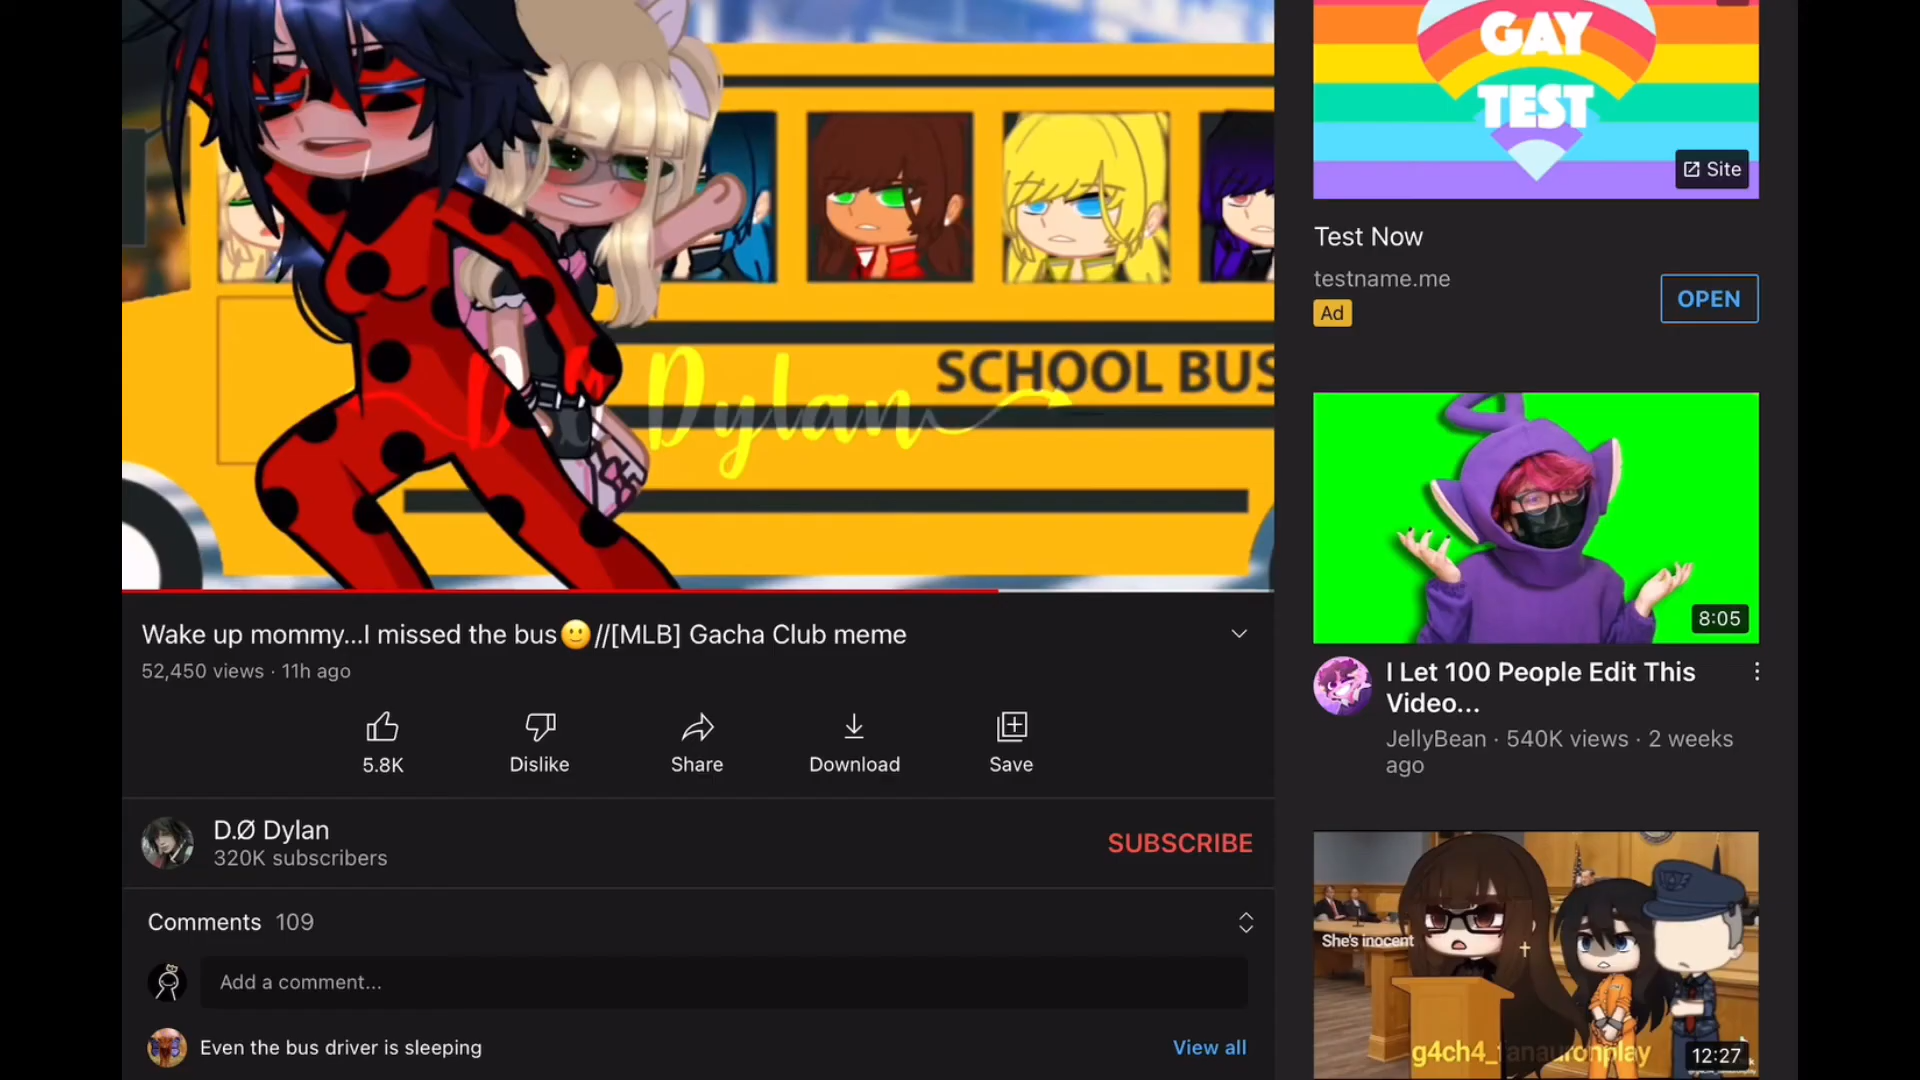 GAY
TEST
Site
Test Now
testname.me
Ad
OPEN
SCHOOL BUS
Dylan
8:05
I Let 100 People Edit This
Video...
JellyBean · 540K views · 2 weeks
ago
Wake up mommy...I missed the bus🙂//[MLB] Gacha Club meme
52,450 views · 11h ago
5.8K
Dislike
Share
Download
Save
D.Ø Dylan
320K subscribers
SUBSCRIBE
Comments 109
Add a comment...
Even the bus driver is sleeping
View all
She's inocent
g4ch4_fanauronplay
12:27